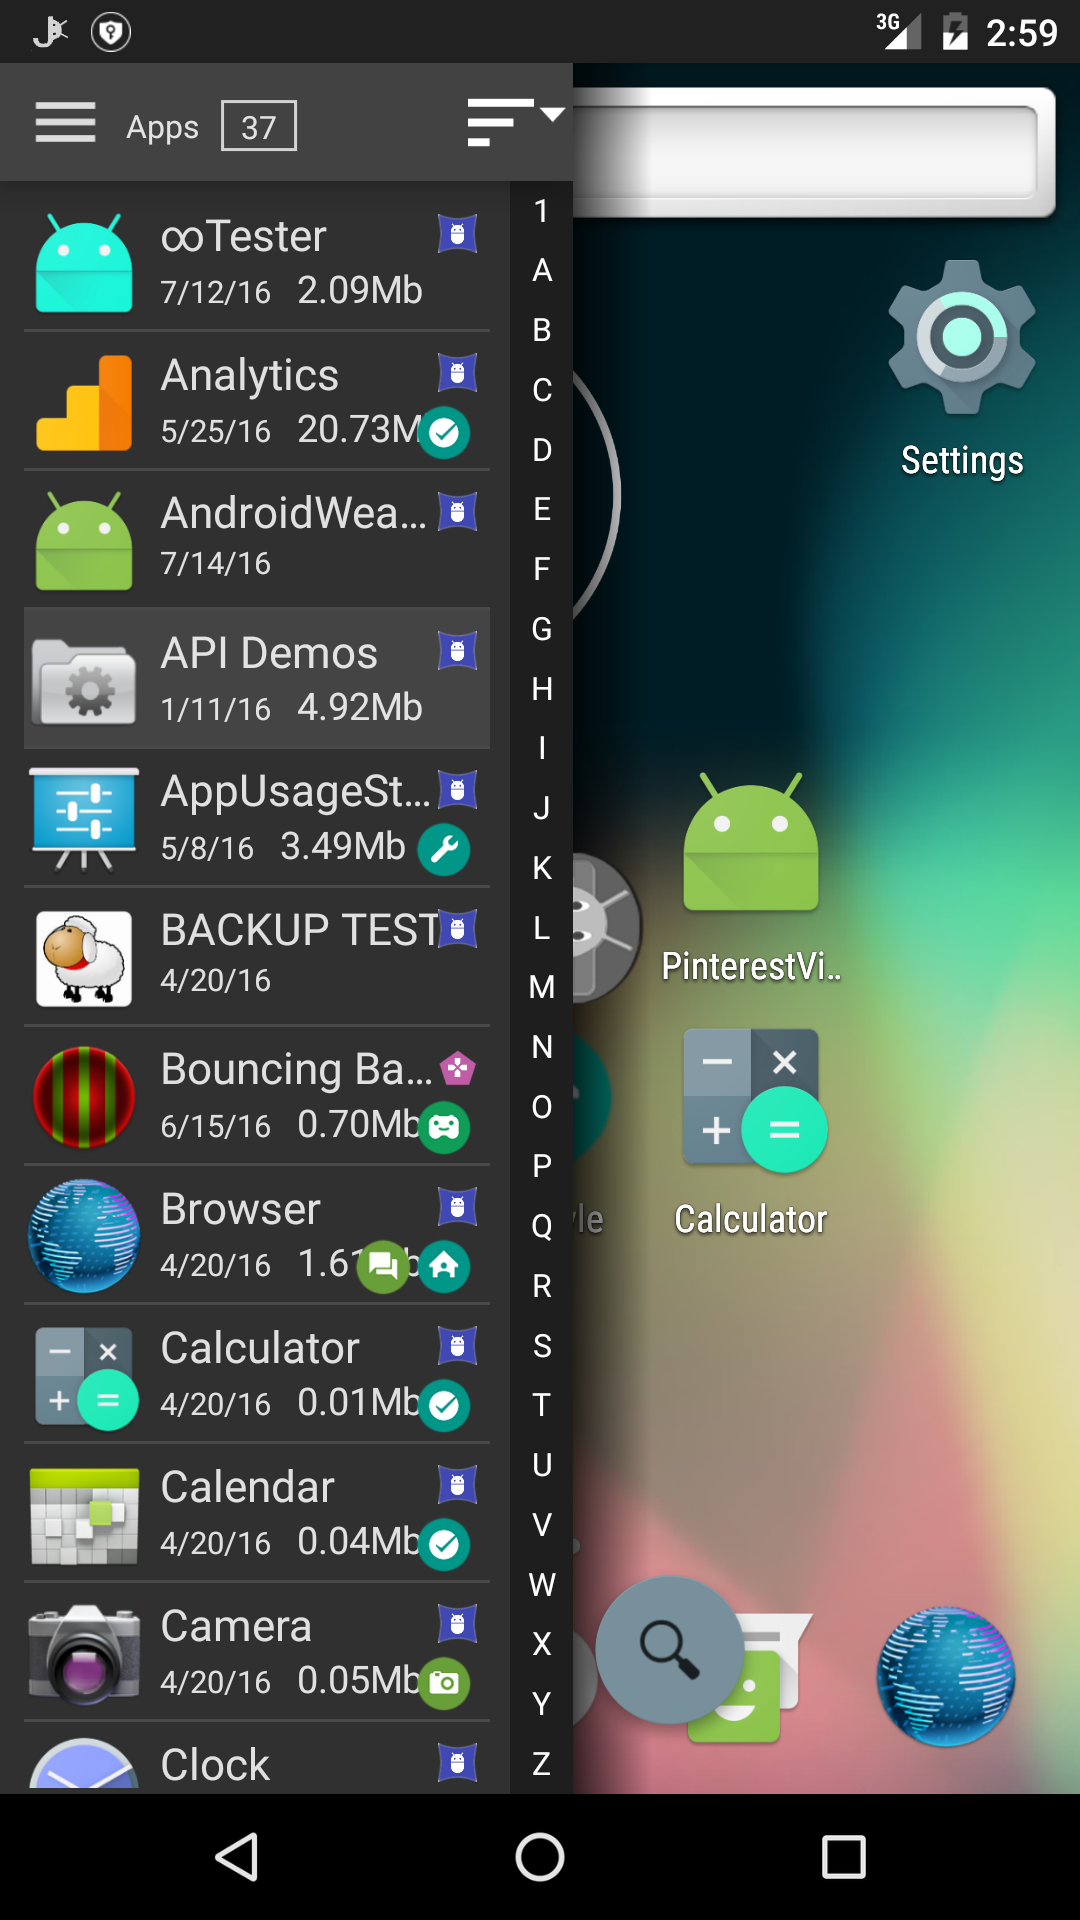 3G 2:59
Apps 37
∞Tester
7/12/16 2.09Mb
Analytics
5/25/16 20.73M
AndroidWea...
7/14/16
API Demos
1/11/16 4.92Mb
AppUsageSt...
5/8/16 3.49Mb
BACKUP TEST
4/20/16
Bouncing Ba...
6/15/16 0.70Mb
Browser
4/20/16 1.61
Calculator
4/20/16 0.01Mb
Calendar
4/20/16 0.04Mb
Camera
4/20/16 0.05Mb
Clock
1
A
B
C
D
E
F
G
H
I
J
K
L
M
N
O
P
Q
R
S
T
U
V
W
X
Y
Z
Settings
PinterestVi...
le
Calculator